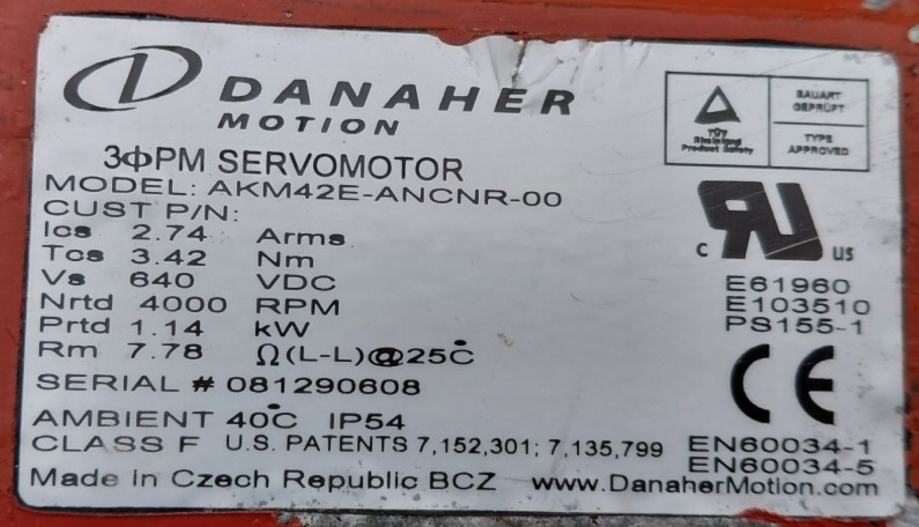 DANAHER
MOTION
TÜV
Rheinland
Product Safety
BAUART
GEPRÜFT
TYPE
APPROVED
3ϕPM SERVOMOTOR
MODEL: AKM42E-ANCNR-00
CUST P/N:
Ics 2.74 Arms
Tcs 3.42 Nm
Vs 640 VDC
Nrtd 4000 RPM
Prtd 1.14 kW
Rm 7.78 Ω(L-L)@25°C
SERIAL # 081290608
AMBIENT 40°C IP54
CLASS F U.S. PATENTS 7,152,301; 7,135,799
Made in Czech Republic BCZ www.DanaherMotion.com
c RU us
E61960
E103510
PS155-1
CE
EN60034-1
EN60034-5